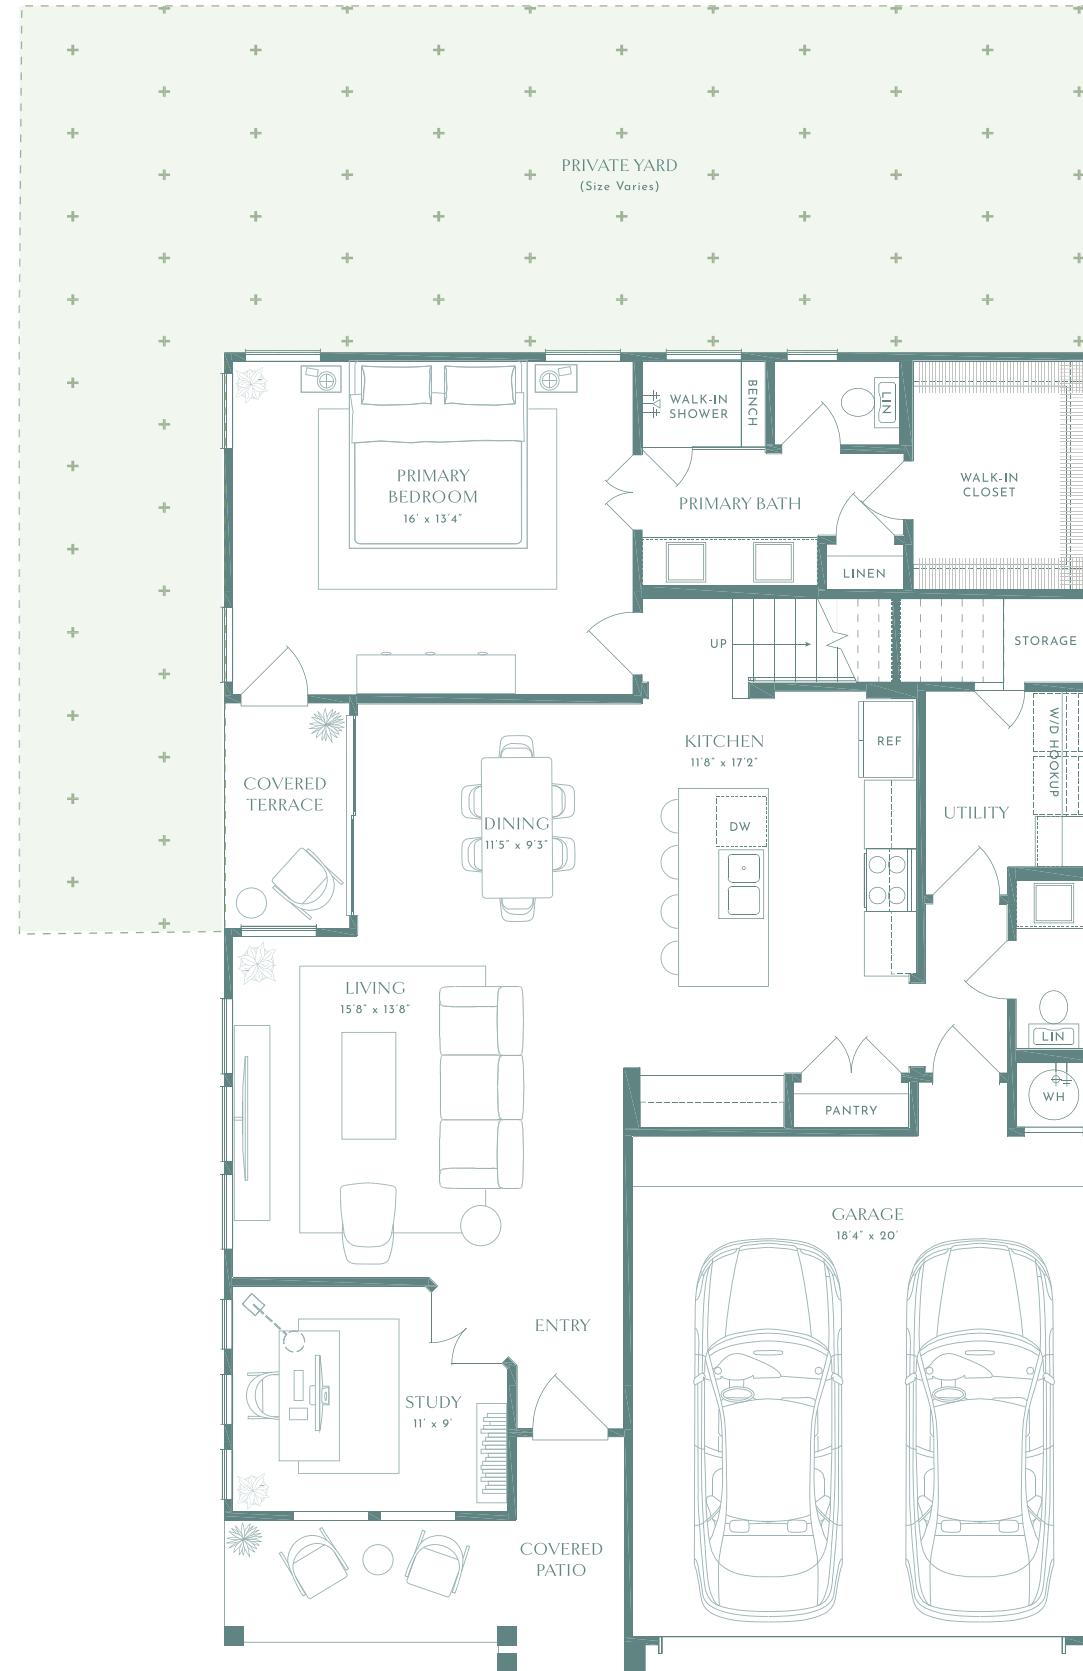 PRIVATE YARD
(Size Varies)
WALK-IN
SHOWER
BENCH
LIN
PRIMARY
BEDROOM
16' x 13'4"
PRIMARY BATH
WALK-IN
CLOSET
LINEN
UP
STORAGE
KITCHEN
11'8" x 17'2"
REF
W/D HOOKUP
COVERED
TERRACE
DINING
11'5" x 9'3"
DW
UTILITY
LIVING
15'8" x 13'8"
LIN
WH
PANTRY
GARAGE
18'4" x 20'
ENTRY
STUDY
11' x 9'
COVERED
PATIO